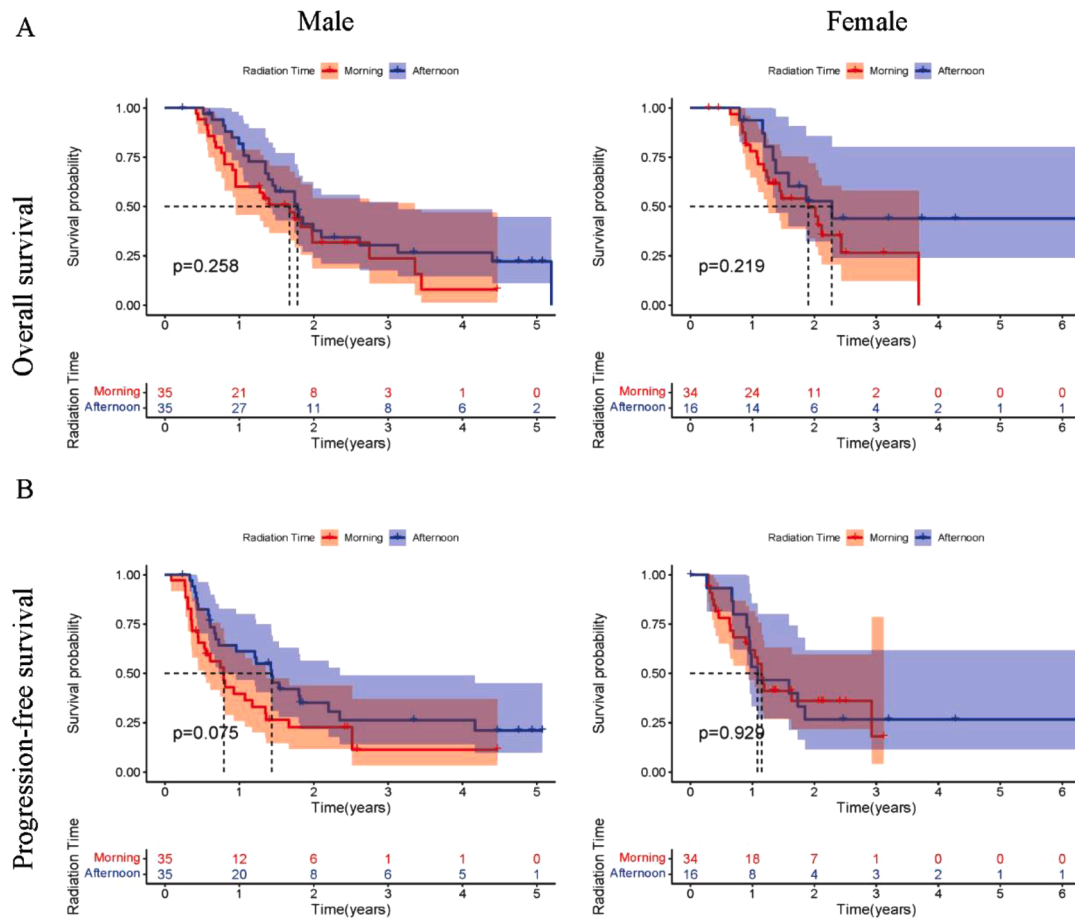 A
Male
Female
Radiation Time Morning Afternoon
Radiation Time Morning Afternoon
Overall survival
Survival probability
1.00
0.75
0.50
0.25
0.00
p=0.258
0 1 2 3 4 5
Time(years)
Survival probability
1.00
0.75
0.50
0.25
0.00
p=0.219
0 1 2 3 4 5 6
Time(years)
Radiation Time
Morning 35 21 8 3 1 0
Afternoon 35 27 11 8 6 2
0 1 2 3 4 5
Time(years)
Radiation Time
Morning 34 24 11 2 0 0 0
Afternoon 16 14 6 4 2 1 1
0 1 2 3 4 5 6
Time(years)
B
Radiation Time Morning Afternoon
Radiation Time Morning Afternoon
Progression-free survival
Survival probability
1.00
0.75
0.50
0.25
0.00
p=0.075
0 1 2 3 4 5
Time(years)
Survival probability
1.00
0.75
0.50
0.25
0.00
p=0.929
0 1 2 3 4 5 6
Time(years)
Radiation Time
Morning 35 12 6 1 1 0
Afternoon 35 20 8 6 5 1
0 1 2 3 4 5
Time(years)
Radiation Time
Morning 34 18 7 1 0 0 0
Afternoon 16 8 4 3 2 1 1
0 1 2 3 4 5 6
Time(years)